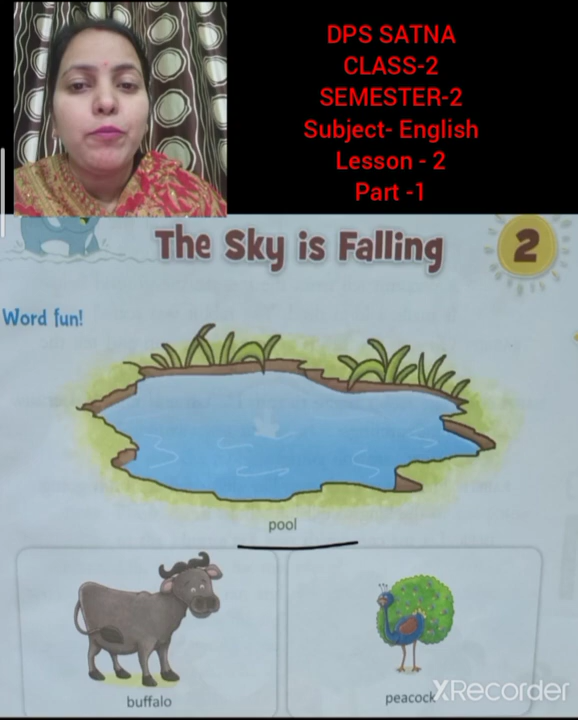 DPS SATNA
CLASS-2
SEMESTER-2
Subject- English
Lesson - 2
Part -1
The Sky is Falling
2
Word fun!
pool
buffalo
peacock
XRecorder